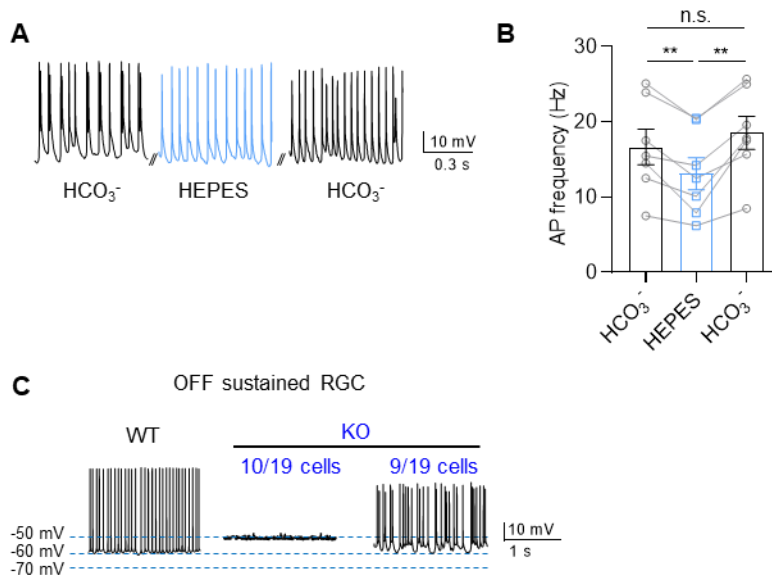 A
HCO₃⁻
//
HEPES
//
HCO₃⁻
10 mV
0.3 s
B
n.s.
** **
AP frequency (Hz)
30
20
10
0
HCO₃⁻
HEPES
HCO₃⁻
C
OFF sustained RGC
WT
KO
10/19 cells
9/19 cells
-50 mV
-60 mV
-70 mV
10 mV
1 s